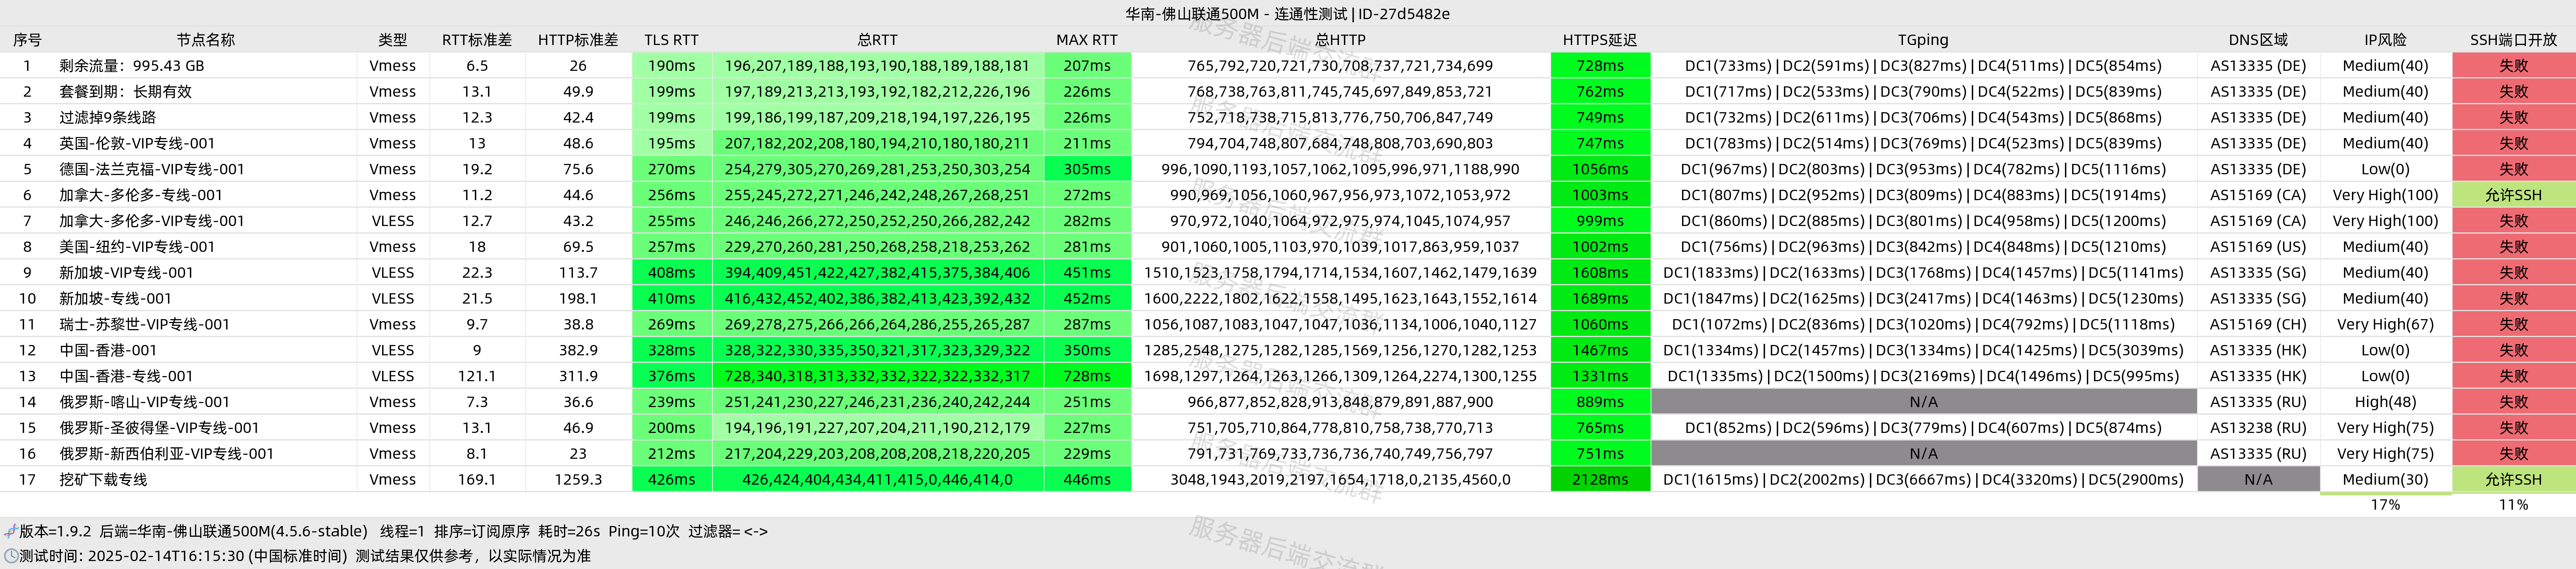 华南-佛山联通500M - 连通性测试 | ID-27d5482e
序号 节点名称 类型 RTT标准差 HTTP标准差 TLS RTT 总RTT MAX RTT 总HTTP HTTPS延迟 TGping DNS区域 IP风险 SSH端口开放
1 剩余流量：995.43 GB Vmess 6.5 26 190ms 196,207,189,188,193,190,188,189,188,181 207ms 765,792,720,721,730,708,737,721,734,699 728ms DC1(733ms) | DC2(591ms) | DC3(827ms) | DC4(511ms) | DC5(854ms) AS13335 (DE) Medium(40) 失败
2 套餐到期：长期有效 Vmess 13.1 49.9 199ms 197,189,213,213,193,192,182,212,226,196 226ms 768,738,763,811,745,745,697,849,853,721 762ms DC1(717ms) | DC2(533ms) | DC3(790ms) | DC4(522ms) | DC5(839ms) AS13335 (DE) Medium(40) 失败
3 过滤掉9条线路 Vmess 12.3 42.4 199ms 199,186,199,187,209,218,194,197,226,195 226ms 752,718,738,715,813,776,750,706,847,749 749ms DC1(732ms) | DC2(611ms) | DC3(706ms) | DC4(543ms) | DC5(868ms) AS13335 (DE) Medium(40) 失败
4 英国-伦敦-VIP专线-001 Vmess 13 48.6 195ms 207,182,202,208,180,194,210,180,180,211 211ms 794,704,748,807,684,748,808,703,690,803 747ms DC1(783ms) | DC2(514ms) | DC3(769ms) | DC4(523ms) | DC5(839ms) AS13335 (DE) Medium(40) 失败
5 德国-法兰克福-VIP专线-001 Vmess 19.2 75.6 270ms 254,279,305,270,269,281,253,250,303,254 305ms 996,1090,1193,1057,1062,1095,996,971,1188,990 1056ms DC1(967ms) | DC2(803ms) | DC3(953ms) | DC4(782ms) | DC5(1116ms) AS13335 (DE) Low(0) 失败
6 加拿大-多伦多-专线-001 Vmess 11.2 44.6 256ms 255,245,272,271,246,242,248,267,268,251 272ms 990,969,1056,1060,967,956,973,1072,1053,972 1003ms DC1(807ms) | DC2(952ms) | DC3(809ms) | DC4(883ms) | DC5(1914ms) AS15169 (CA) Very High(100) 允许SSH
7 加拿大-多伦多-VIP专线-001 VLESS 12.7 43.2 255ms 246,246,266,272,250,252,250,266,282,242 282ms 970,972,1040,1064,972,975,974,1045,1074,957 999ms DC1(860ms) | DC2(885ms) | DC3(801ms) | DC4(958ms) | DC5(1200ms) AS15169 (CA) Very High(100) 失败
8 美国-纽约-VIP专线-001 Vmess 18 69.5 257ms 229,270,260,281,250,268,258,218,253,262 281ms 901,1060,1005,1103,970,1039,1017,863,959,1037 1002ms DC1(756ms) | DC2(963ms) | DC3(842ms) | DC4(848ms) | DC5(1210ms) AS15169 (US) Medium(40) 失败
9 新加坡-VIP专线-001 VLESS 22.3 113.7 408ms 394,409,451,422,427,382,415,375,384,406 451ms 1510,1523,1758,1794,1714,1534,1607,1462,1479,1639 1608ms DC1(1833ms) | DC2(1633ms) | DC3(1768ms) | DC4(1457ms) | DC5(1141ms) AS13335 (SG) Medium(40) 失败
10 新加坡-专线-001 VLESS 21.5 198.1 410ms 416,432,452,402,386,382,413,423,392,432 452ms 1600,2222,1802,1622,1558,1495,1623,1643,1552,1614 1689ms DC1(1847ms) | DC2(1625ms) | DC3(2417ms) | DC4(1463ms) | DC5(1230ms) AS13335 (SG) Medium(40) 失败
11 瑞士-苏黎世-VIP专线-001 Vmess 9.7 38.8 269ms 269,278,275,266,266,264,286,255,265,287 287ms 1056,1087,1083,1047,1047,1036,1134,1006,1040,1127 1060ms DC1(1072ms) | DC2(836ms) | DC3(1020ms) | DC4(792ms) | DC5(1118ms) AS15169 (CH) Very High(67) 失败
12 中国-香港-001 VLESS 9 382.9 328ms 328,322,330,335,350,321,317,323,329,322 350ms 1285,2548,1275,1282,1285,1569,1256,1270,1282,1253 1467ms DC1(1334ms) | DC2(1457ms) | DC3(1334ms) | DC4(1425ms) | DC5(3039ms) AS13335 (HK) Low(0) 失败
13 中国-香港-专线-001 VLESS 121.1 311.9 376ms 728,340,318,313,332,332,322,322,332,317 728ms 1698,1297,1264,1263,1266,1309,1264,2274,1300,1255 1331ms DC1(1335ms) | DC2(1500ms) | DC3(2169ms) | DC4(1496ms) | DC5(995ms) AS13335 (HK) Low(0) 失败
14 俄罗斯-喀山-VIP专线-001 Vmess 7.3 36.6 239ms 251,241,230,227,246,231,236,240,242,244 251ms 966,877,852,828,913,848,879,891,887,900 889ms N/A AS13335 (RU) High(48) 失败
15 俄罗斯-圣彼得堡-VIP专线-001 Vmess 13.1 46.9 200ms 194,196,191,227,207,204,211,190,212,179 227ms 751,705,710,864,778,810,758,738,770,713 765ms DC1(852ms) | DC2(596ms) | DC3(779ms) | DC4(607ms) | DC5(874ms) AS13238 (RU) Very High(75) 失败
16 俄罗斯-新西伯利亚-VIP专线-001 Vmess 8.1 23 212ms 217,204,229,203,208,208,208,218,220,205 229ms 791,731,769,733,736,736,740,749,756,797 751ms N/A AS13335 (RU) Very High(75) 失败
17 挖矿下载专线 Vmess 169.1 1259.3 426ms 426,424,404,434,411,415,0,446,414,0 446ms 3048,1943,2019,2197,1654,1718,0,2135,4560,0 2128ms DC1(1615ms) | DC2(2002ms) | DC3(6667ms) | DC4(3320ms) | DC5(2900ms) N/A Medium(30) 允许SSH
17% 11%
版本=1.9.2 后端=华南-佛山联通500M(4.5.6-stable) 线程=1 排序=订阅原序 耗时=26s Ping=10次 过滤器= <->
测试时间: 2025-02-14T16:15:30 (中国标准时间) 测试结果仅供参考，以实际情况为准
服务器后端交流群
服务器后端交流群
服务器后端交流群
服务器后端交流群
服务器后端交流群
服务器后端交流群
服务器后端交流群